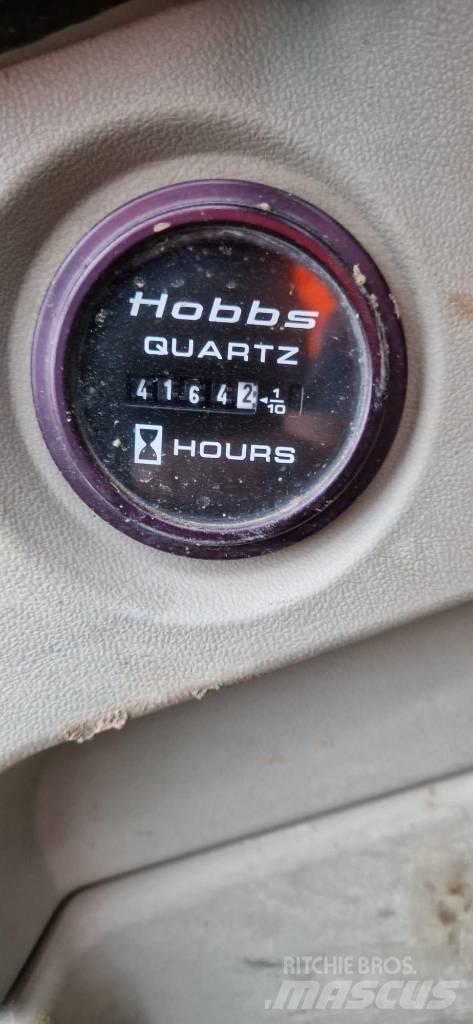 Hobbs
QUARTZ
41642 ◄1/10
HOURS
RITCHIE BROS.
MASCUS